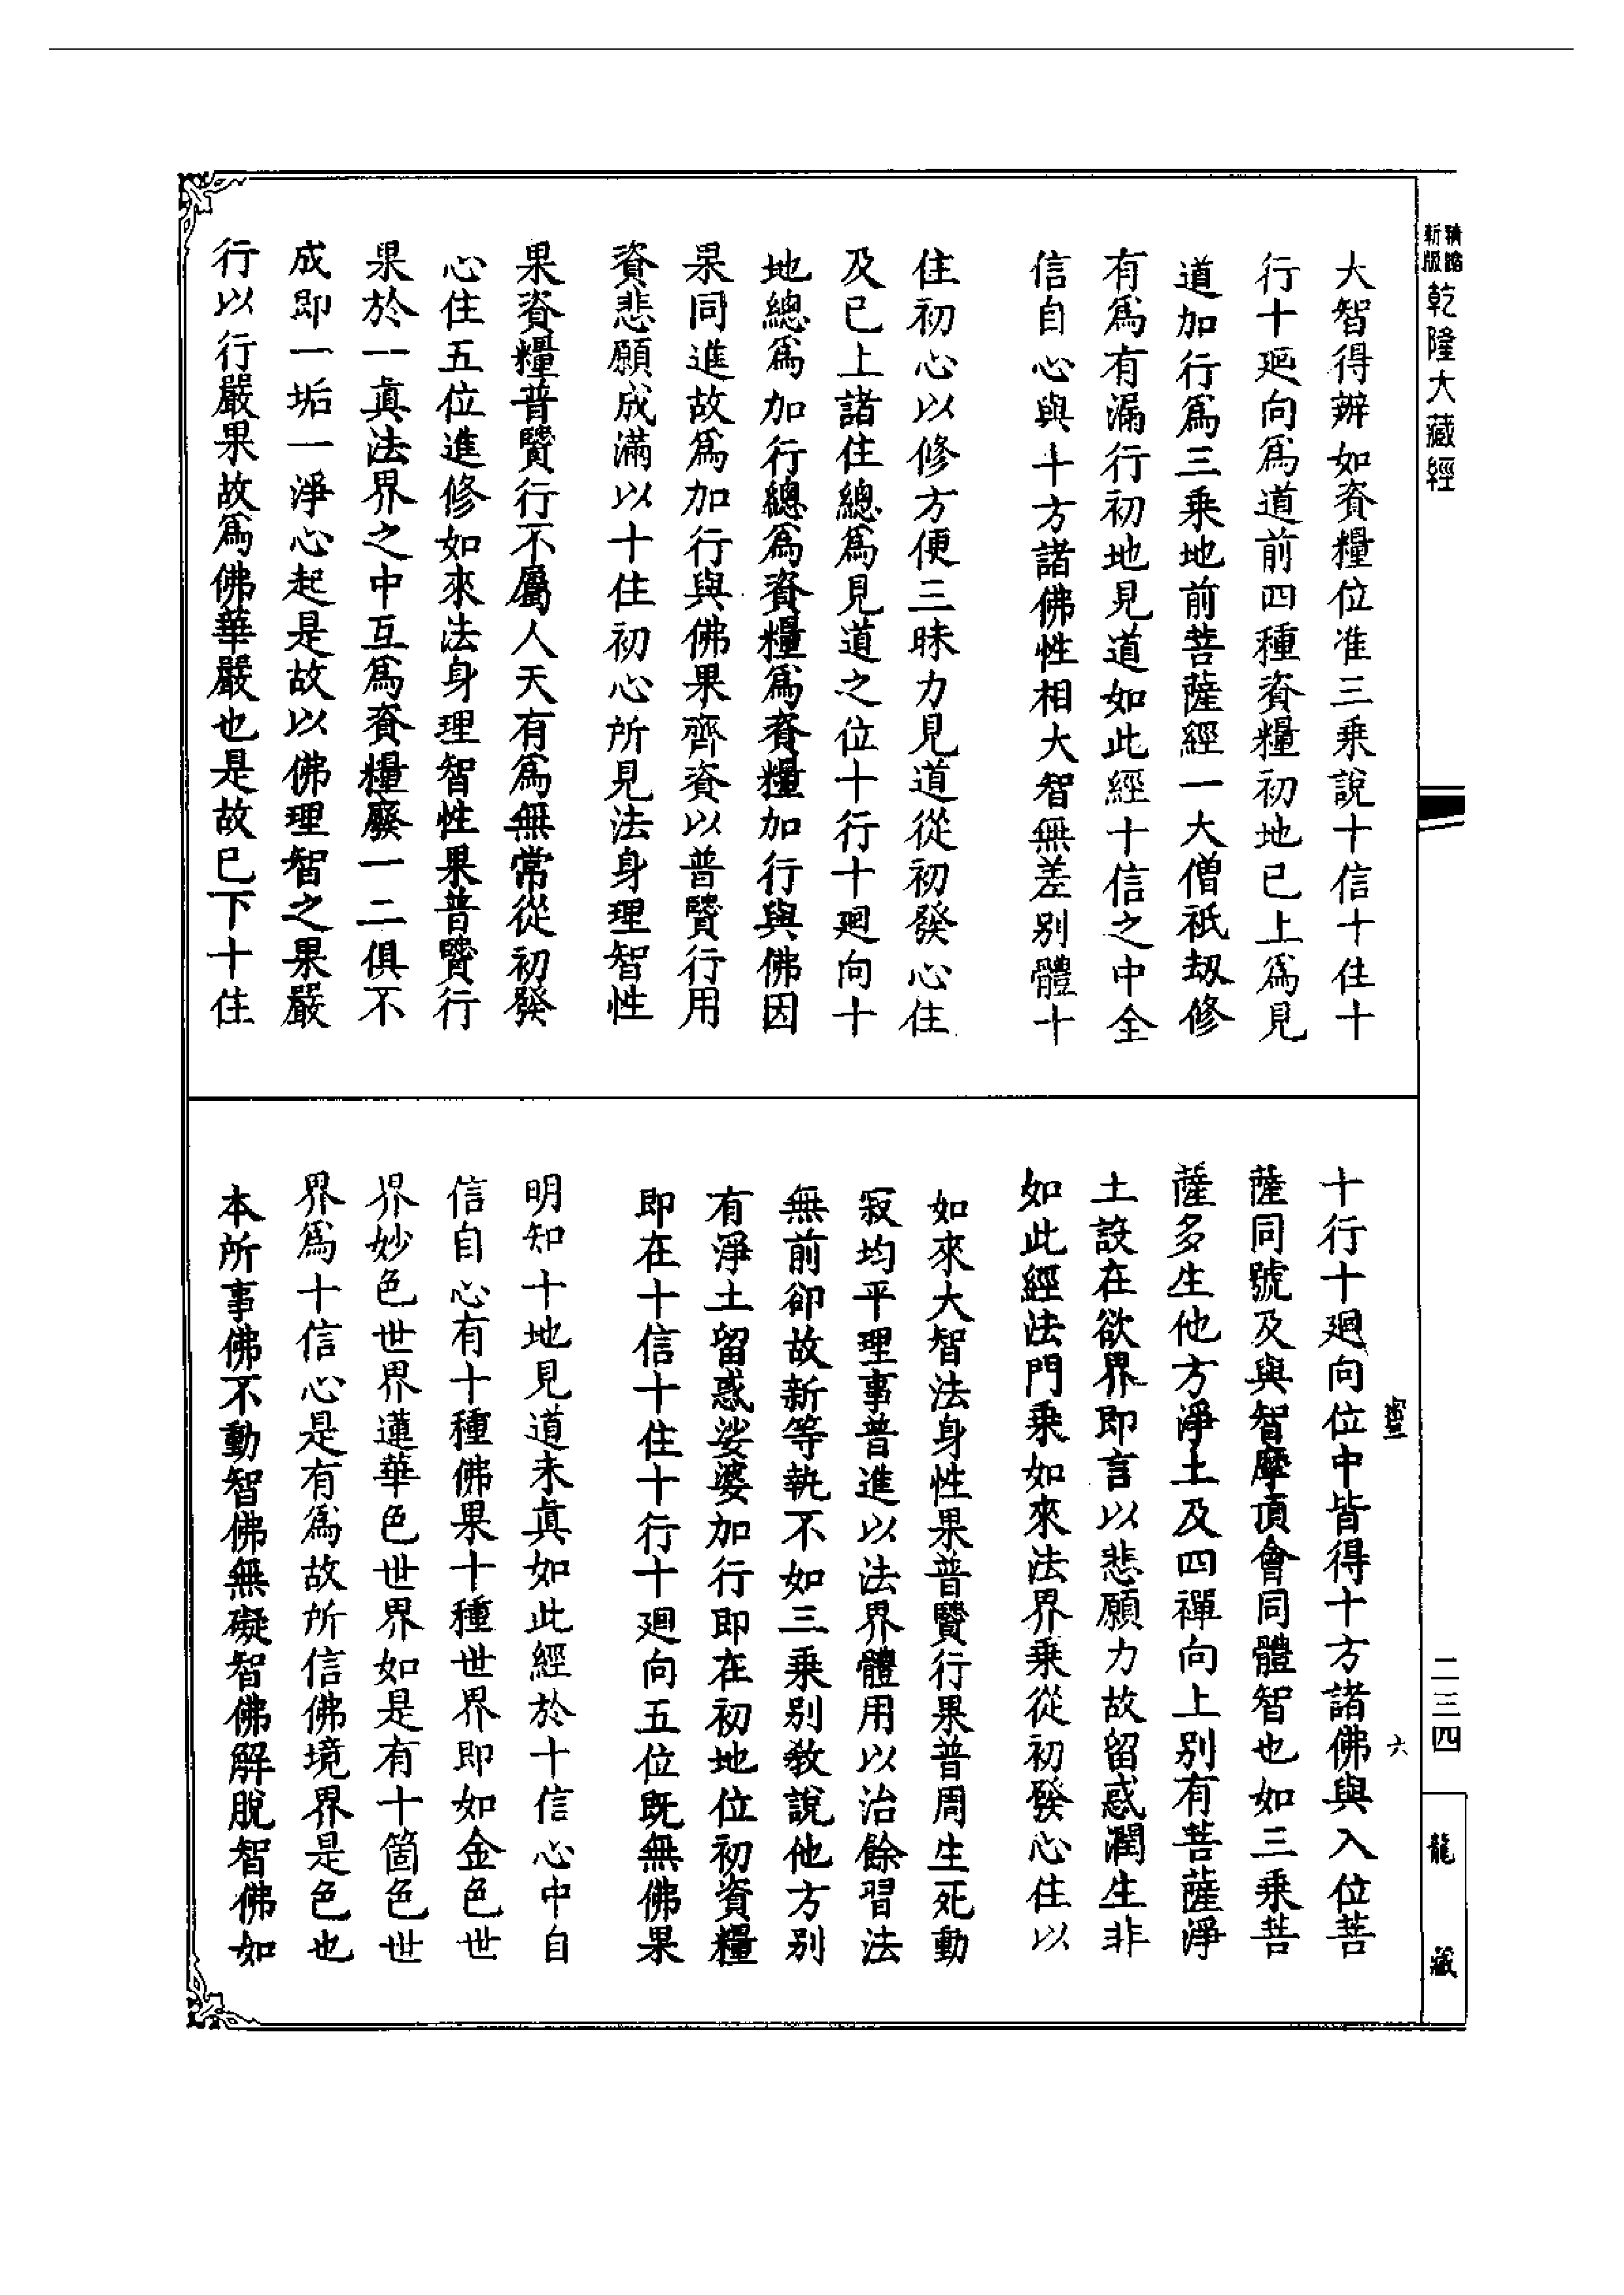 精緻新版乾隆大藏經
大智得辨如資糧位准三乘說十信十住十
行十迴向爲道前四種資糧初地已上爲見
道加行爲三乘地前菩薩經一大僧祇劫修
有爲有漏行初地見道如此經十信之中全
信自心與十方諸佛性相大智無差别體十
住初心以修方便三昧力見道從初發心住
及已上諸住總爲見道之位十行十迴向十
地總爲加行總爲資糧爲資糧加行與佛因
果同進故爲加行與佛果齊資以普賢行用
資悲願成滿以十住初心所見法身理智性
果資糧普賢行不屬人天有爲無常從初發
心住五位進修如來法身理智性果普賢行
果於一真法界之中互爲資糧廢一二俱不
成即一垢一淨心起是故以佛理智之果嚴
行以行嚴果故爲佛華嚴也是故已下十住
十行十迴向位中皆得十方諸佛與入位菩
薩同號及與智摩頂會同體智也如三乘菩
薩多生他方淨土及四禪向上别有菩薩淨
土設在欲界即言以悲願力故留惑潤生非
如此經法門乘如來法界乘從初發心住以
如來大智法身性果普賢行果普周生死動
寂均平理事普進以法界體用以治餘習法
無前卻故新等執不如三乘别教說他方别
有淨土留惑娑婆加行即在初地位初資糧
即在十信十住十行十迴向五位既無佛果
明知十地見道未真如此經於十信心中自
信自心有十種佛果十種世界即如金色世
界妙色世界蓮華色世界如是有十箇色世
界爲十信心是有爲故所信佛境界是色也
本所事佛不動智佛無礙智佛解脫智佛如
六
二三四
龍藏